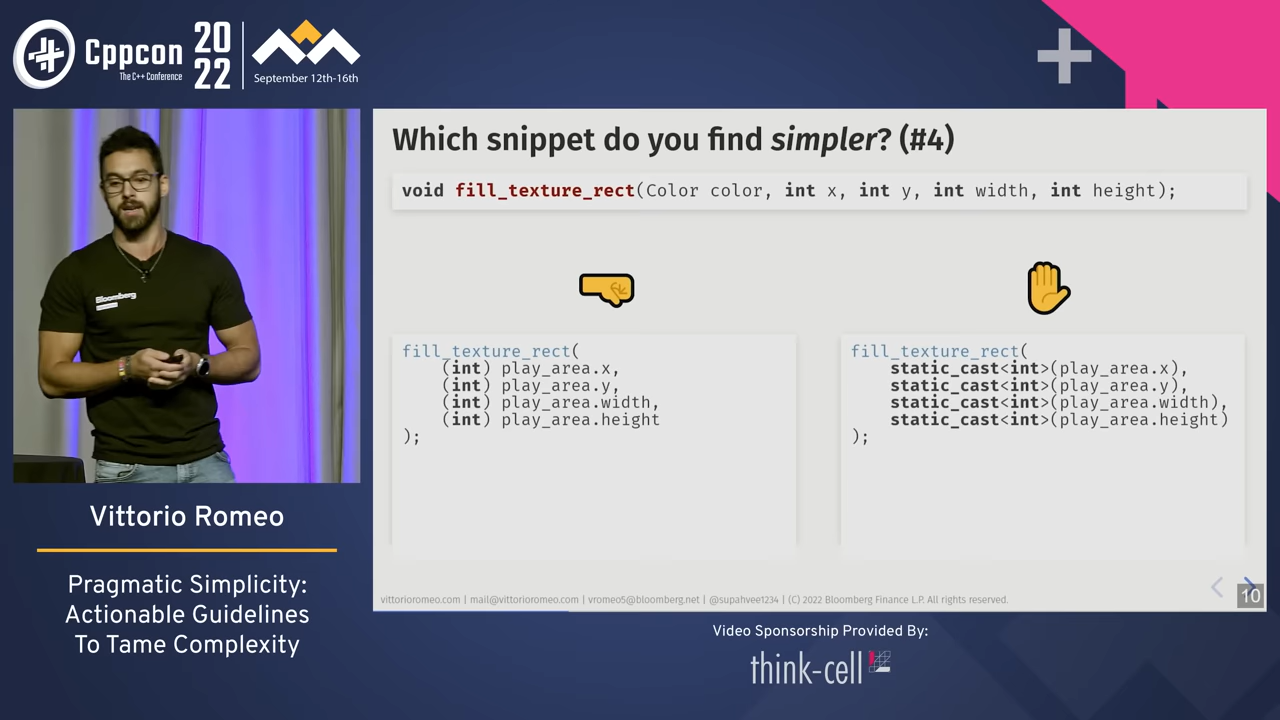 Cppcon
The C++ Conference
20
22
September 12th-16th
Bloomberg
Vittorio Romeo
Pragmatic Simplicity:
Actionable Guidelines
To Tame Complexity
Which snippet do you find simpler? (#4)
void fill_texture_rect(Color color, int x, int y, int width, int height);
fill_texture_rect(
(int) play_area.x,
(int) play_area.y,
(int) play_area.width,
(int) play_area.height
);
fill_texture_rect(
static_cast<int>(play_area.x),
static_cast<int>(play_area.y),
static_cast<int>(play_area.width),
static_cast<int>(play_area.height)
);
vittorioromeo.com | mail@vittorioromeo.com | vromeo5@bloomberg.net | @supahvee1234 | (C) 2022 Bloomberg Finance L.P. All rights reserved.
10
Video Sponsorship Provided By:
think-cell